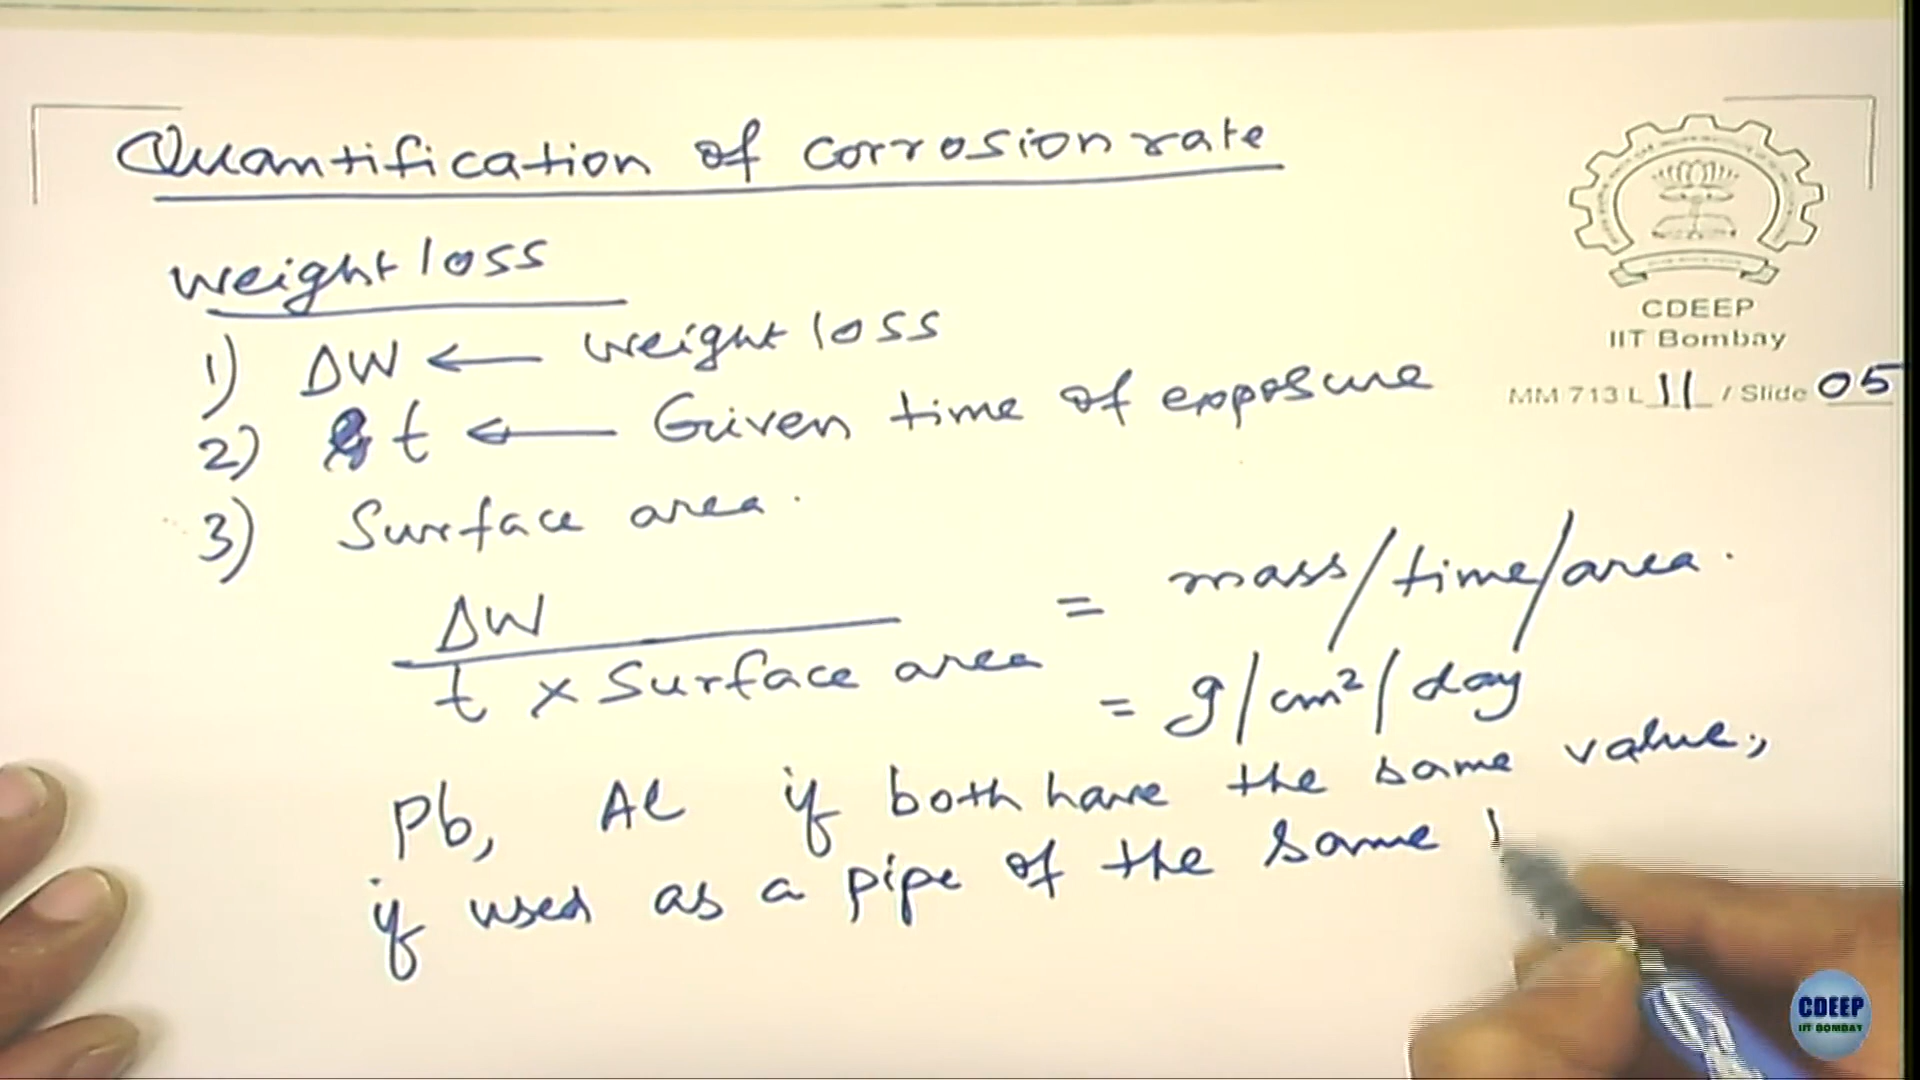 Quantification of corrosion rate
CDEEP
IIT Bombay
MM 713 L 11 / Slide 05
weight loss
1) ΔW ← weight loss
2) t ← Given time of exposure
3) Surface area.
ΔW
t × Surface area
= mass/time/area.
= g/cm²/day
Pb, Al if both have the same value,
if used as a pipe of the same
CDEEP
IIT BOMBAY